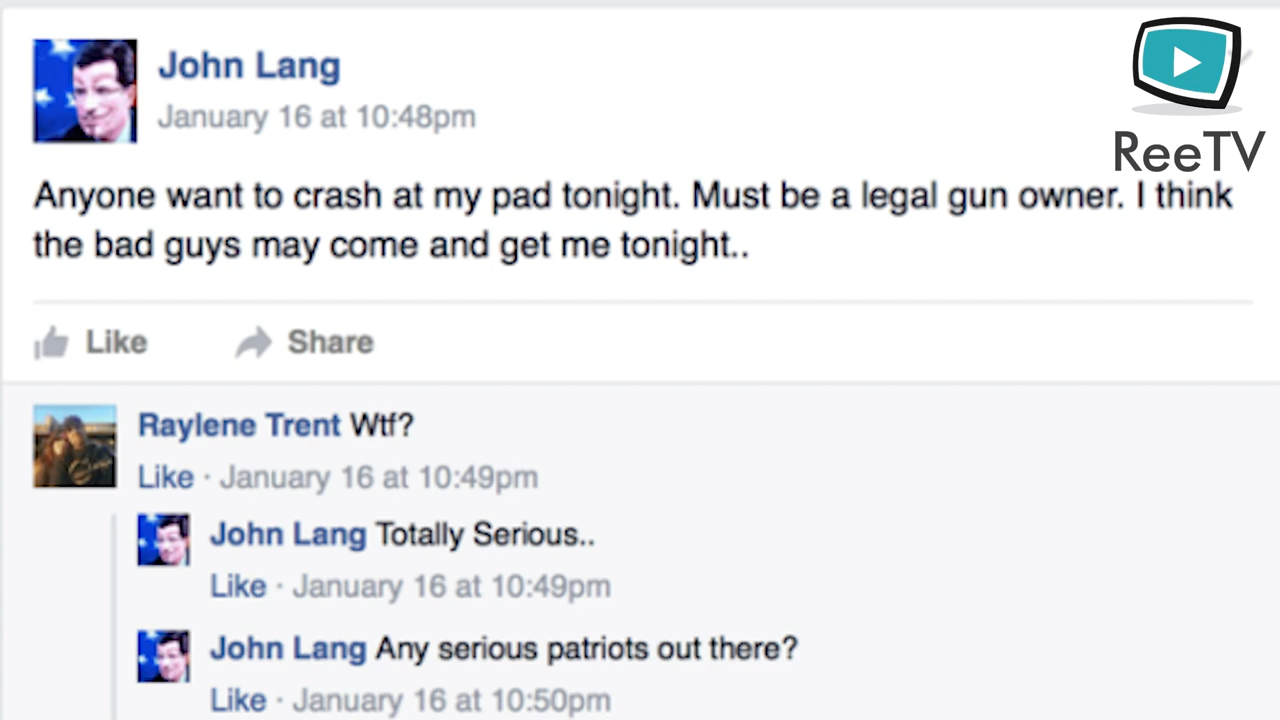 John Lang
January 16 at 10:48pm
ReeTV
Anyone want to crash at my pad tonight. Must be a legal gun owner. I think
the bad guys may come and get me tonight..
Like Share
Raylene Trent Wtf?
Like · January 16 at 10:49pm
John Lang Totally Serious..
Like · January 16 at 10:49pm
John Lang Any serious patriots out there?
Like · January 16 at 10:50pm